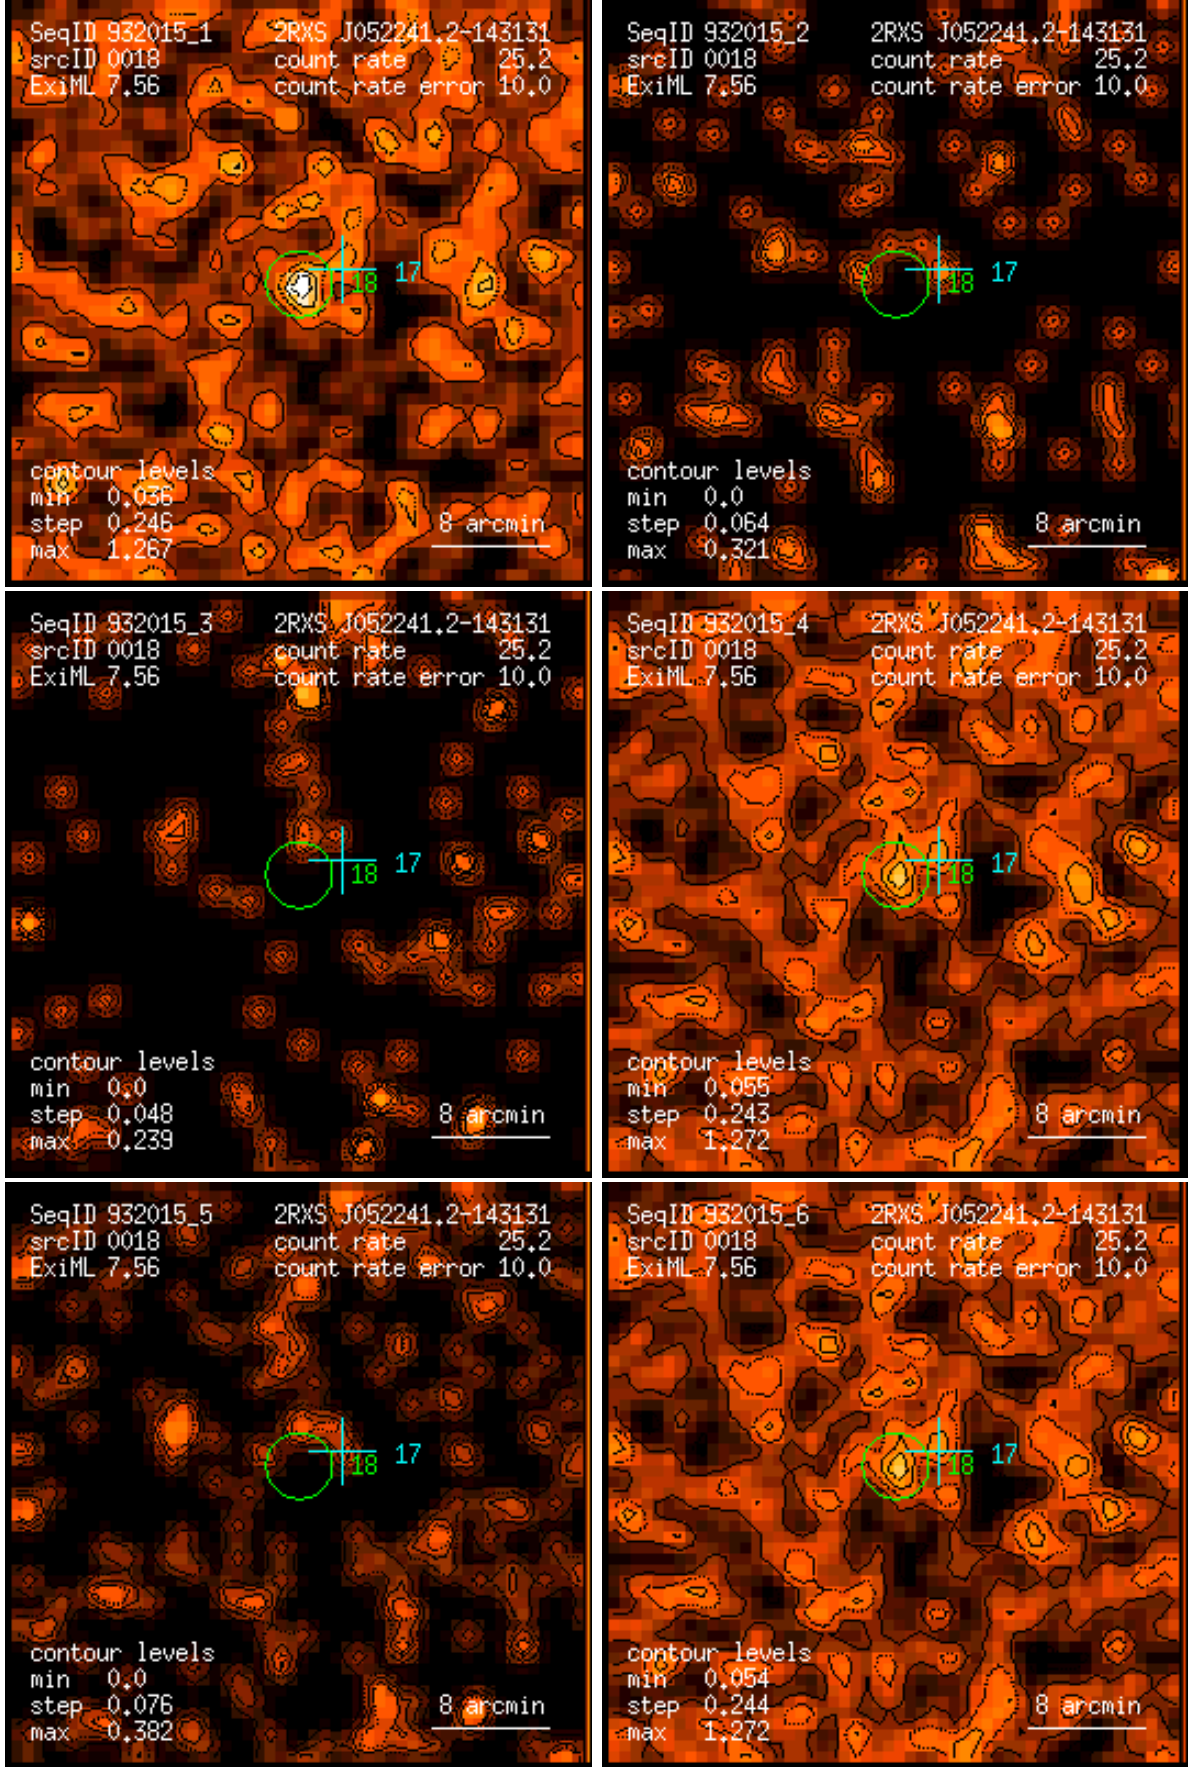 SeqID 932015_1 2RXS J052241.2-143131
srcID 0018 count rate 25.2
ExiML 7.56 count rate error 10.0
18 17
contour levels
min 0.036
step 0.246 8 arcmin
max 1.267
SeqID 932015_2 2RXS J052241.2-143131
srcID 0018 count rate 25.2
ExiML 7.56 count rate error 10.0
18 17
contour levels
min 0.0
step 0.064 8 arcmin
max 0.321
SeqID 932015_3 2RXS J052241.2-143131
srcID 0018 count rate 25.2
ExiML 7.56 count rate error 10.0
18 17
contour levels
min 0.0
step 0.048 8 arcmin
max 0.239
SeqID 932015_4 2RXS J052241.2-143131
srcID 0018 count rate 25.2
ExiML 7.56 count rate error 10.0
18 17
contour levels
min 0.055
step 0.243 8 arcmin
max 1.272
SeqID 932015_5 2RXS J052241.2-143131
srcID 0018 count rate 25.2
ExiML 7.56 count rate error 10.0
18 17
contour levels
min 0.0
step 0.076 8 arcmin
max 0.382
SeqID 932015_6 2RXS J052241.2-143131
srcID 0018 count rate 25.2
ExiML 7.56 count rate error 10.0
18 17
contour levels
min 0.054
step 0.244 8 arcmin
max 1.272